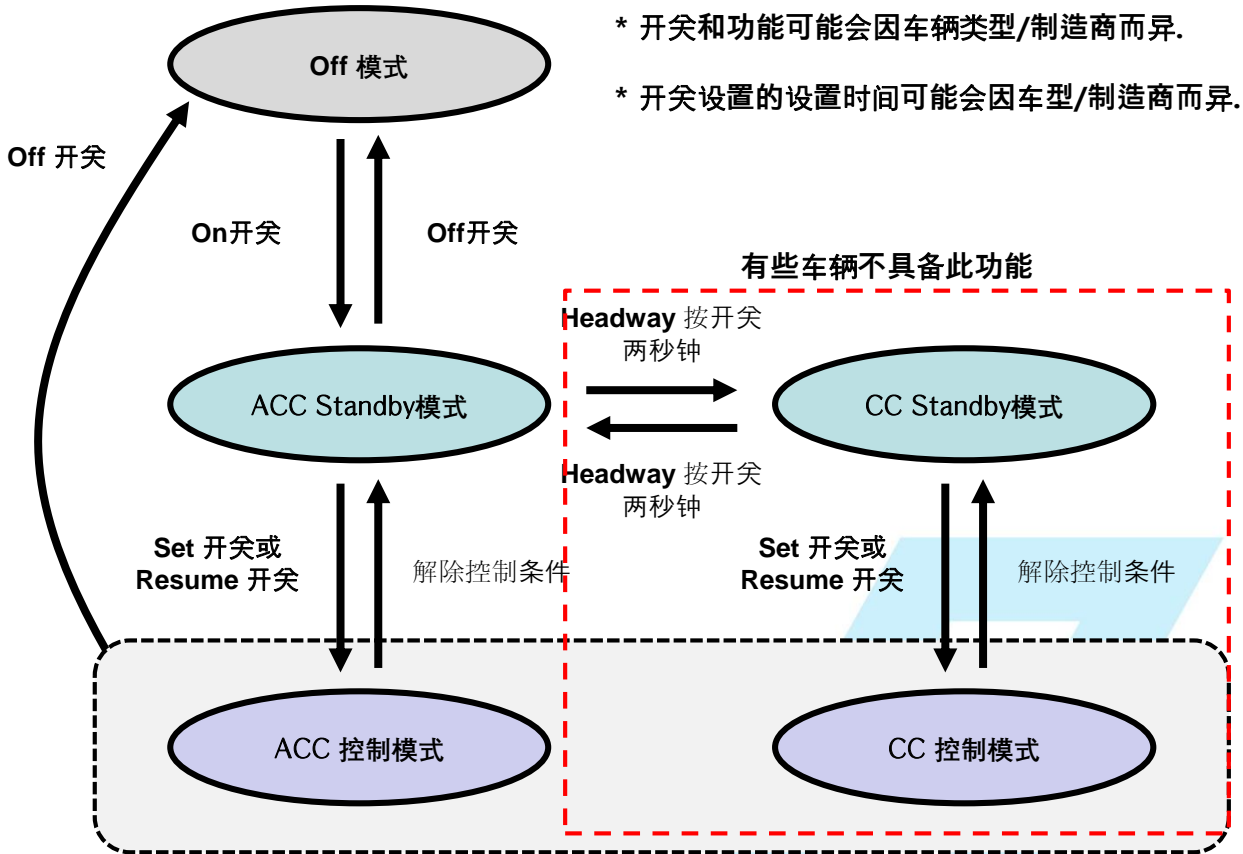 * 开关和功能可能会因车辆类型/制造商而异.
Off 模式
* 开关设置的设置时间可能会因车型/制造商而异.
Off 开关
On开关
Off开关
有些车辆不具备此功能
Headway 按开关
两秒钟
ACC Standby模式
CC Standby模式
Headway 按开关
两秒钟
Set 开关或
Resume 开关
解除控制条件
Set 开关或
Resume 开关
解除控制条件
ACC 控制模式
CC 控制模式